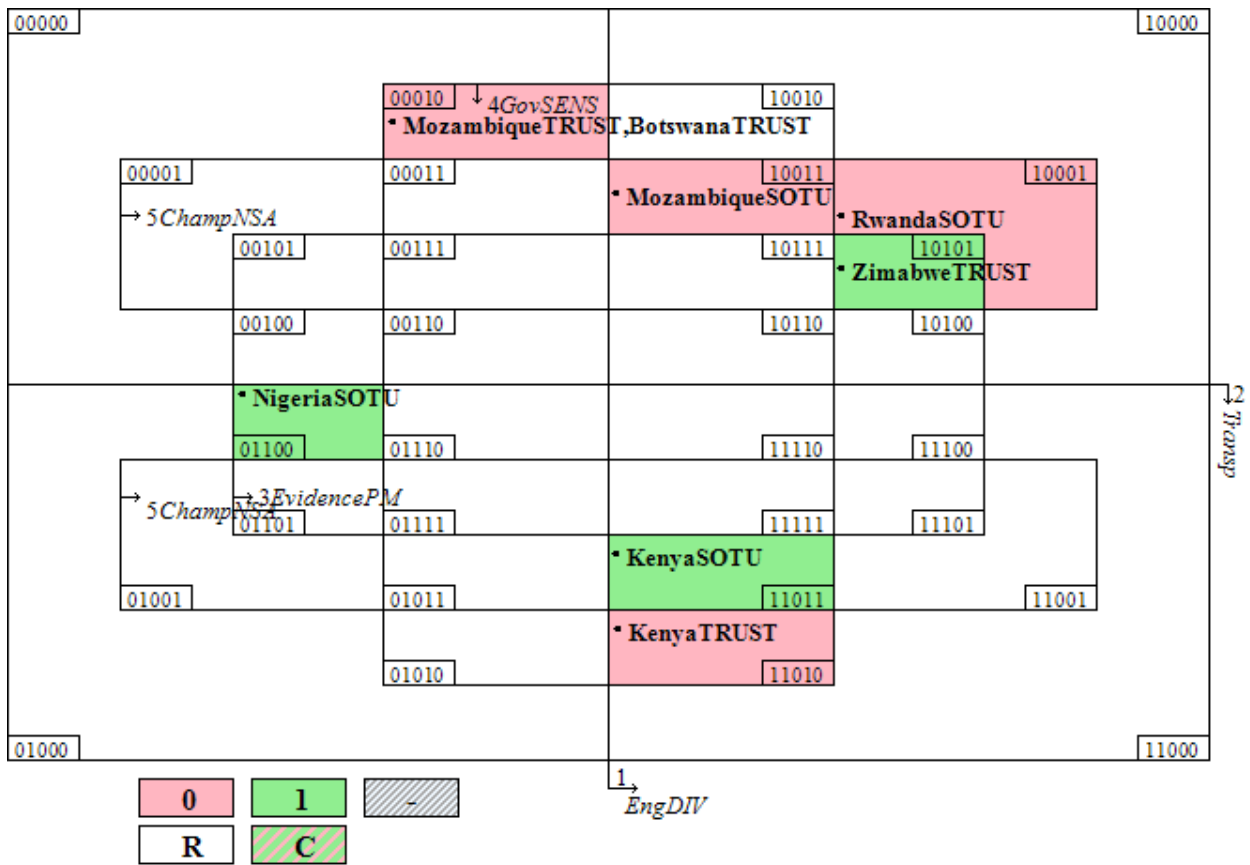 00000 10000
00010 4GovSENS 10010
MozambiqueTRUST,BotswanaTRUST
00001 00011 10011 10001
MozambiqueSOTU
5ChampNSA RwandaSOTU
00101 00111 10111 10101
ZimabweTRUST
00100 00110 10110 10100
NigeriaSOTU 2
Transp
01100 01110 11110 11100
5ChampNSA 3EvidencePM
01101 01111 11111 11101
KenyaSOTU
01001 01011 11011 11001
KenyaTRUST
01010 11010
01000 11000
1
EngDIV
0 1 -
R C